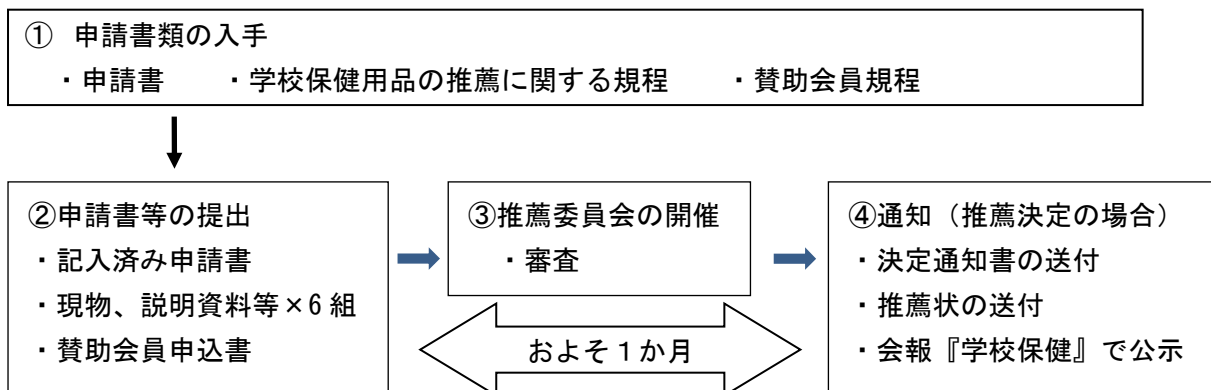 ① 申請書類の入手
・申請書　・学校保健用品の推薦に関する規程　・賛助会員規程
②申請書等の提出
・記入済み申請書
・現物、説明資料等×6組
・賛助会員申込書
③推薦委員会の開催
・審査
およそ1か月
④通知（推薦決定の場合）
・決定通知書の送付
・推薦状の送付
・会報『学校保健』で公示